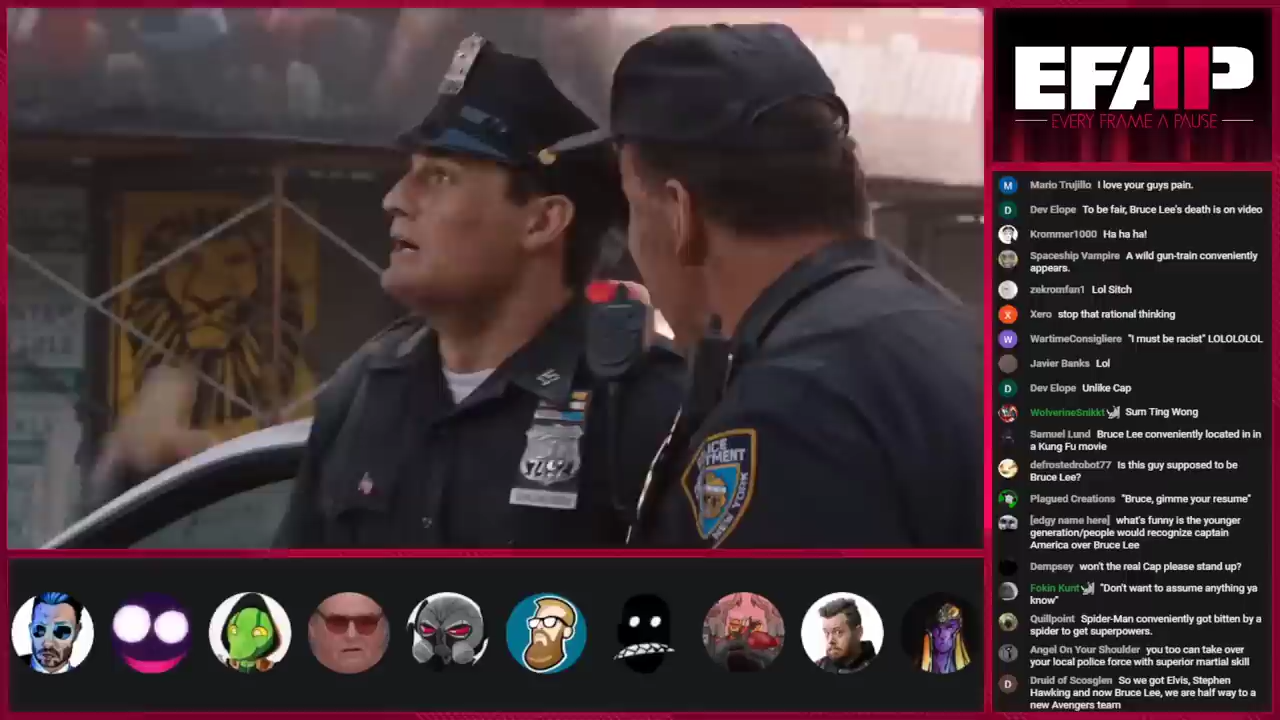 EFAP
EVERY FRAME A PAUSE
Mario Trujillo I love your guys pain.
Dev Elope To be fair, Bruce Lee's death is on video
Krommer1000 Ha ha ha!
Spaceship Vampire A wild gun-train conveniently
appears.
zekromfan1 Lol Sitch
Xero stop that rational thinking
WartimeConsigliere "I must be racist" LOLOLOLOL
Javier Banks Lol
Dev Elope Unlike Cap
WolverineSnikkt Sum Ting Wong
Samuel Lund Bruce Lee conveniently located in in
a Kung Fu movie
defrostedrobot77 Is this guy supposed to be
Bruce Lee?
Plagued Creations "Bruce, gimme your resume"
[edgy name here] what's funny is the younger
generation/people would recognize captain
America over Bruce Lee
Dempsey won't the real Cap please stand up?
Fokin Kunt "Don't want to assume anything ya
know"
Quillpoint Spider-Man conveniently got bitten by a
spider to get superpowers.
Angel On Your Shoulder you too can take over
your local police force with superior martial skill
Druid of Scosglen So we got Elvis, Stephen
Hawking and now Bruce Lee, we are half way to a
new Avengers team
NEW YORK